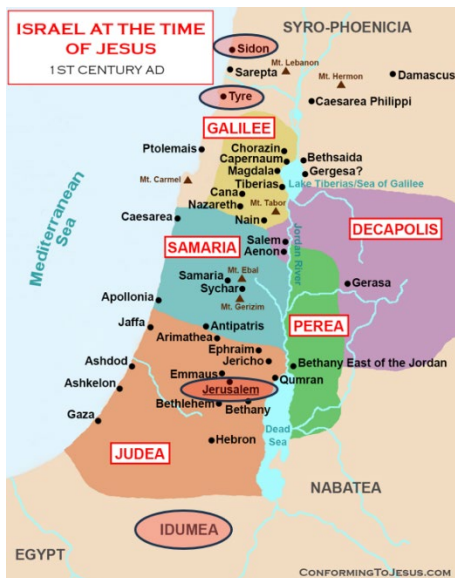 ISRAEL AT THE TIME
OF JESUS
1ST CENTURY AD
SYRO-PHOENICIA
Sidon
Mt. Lebanon
Sarepta
Mt. Hermon
Damascus
Tyre
Caesarea Philippi
GALILEE
Ptolemais
Chorazin
Capernaum
Bethsaida
Magdala
Gergesa?
Mt. Carmel
Tiberias
Lake Tiberias/Sea of Galilee
Cana
Nazareth
Mt. Tabor
Caesarea
Nain
Mediterranean
Sea
DECAPOLIS
SAMARIA
Salem
Aenon
Jordan River
Mt. Ebal
Samaria
Sychar
Gerasa
Mt. Gerizim
Apollonia
PEREA
Jaffa
Antipatris
Arimathea
Ephraim
Jericho
Bethany East of the Jordan
Ashdod
Emmaus
Qumran
Ashkelon
Jerusalem
Bethlehem
Bethany
Gaza
Dead
Sea
Hebron
JUDEA
NABATEA
IDUMEA
EGYPT
CONFORMINGTOJESUS.COM